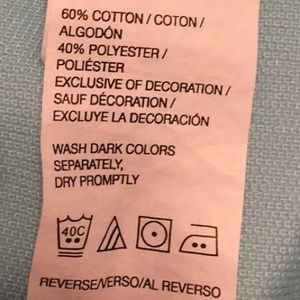 60% COTTON / COTON /
ALGODÓN
40% POLYESTER /
POLIÉSTER
EXCLUSIVE OF DECORATION /
SAUF DÉCORATION /
EXCLUYE LA DECORACIÓN
WASH DARK COLORS
SEPARATELY,
DRY PROMPTLY
40C
REVERSE/VERSO/AL REVERSO